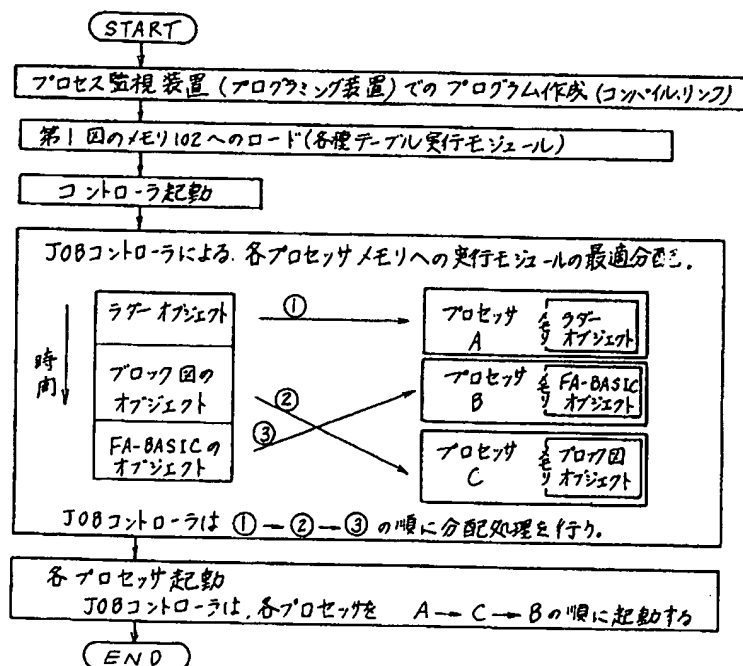 START
プロセス監視装置(プログラミング装置)でのプログラム作成(コンパイル.リンク)
第1図のメモリ102へのロード(各種テーブル実行モジュール)
コントローラ起動
JOBコントローラによる.各プロセッサメモリへの実行モジュールの最適分配.
時間
ラダーオブジェクト
ブロック図の
オブジェクト
FA-BASICの
オブジェクト
①
②
③
プロセッサ
A
メモリ
ラダー
オブジェクト
プロセッサ
B
メモリ
FA-BASIC
オブジェクト
プロセッサ
C
メモリ
ブロック図
オブジェクト
JOBコントローラは ①→②→③ の順に分配処理を行う.
各プロセッサ起動
JOBコントローラは,各プロセッサを A→C→Bの順に起動する
END